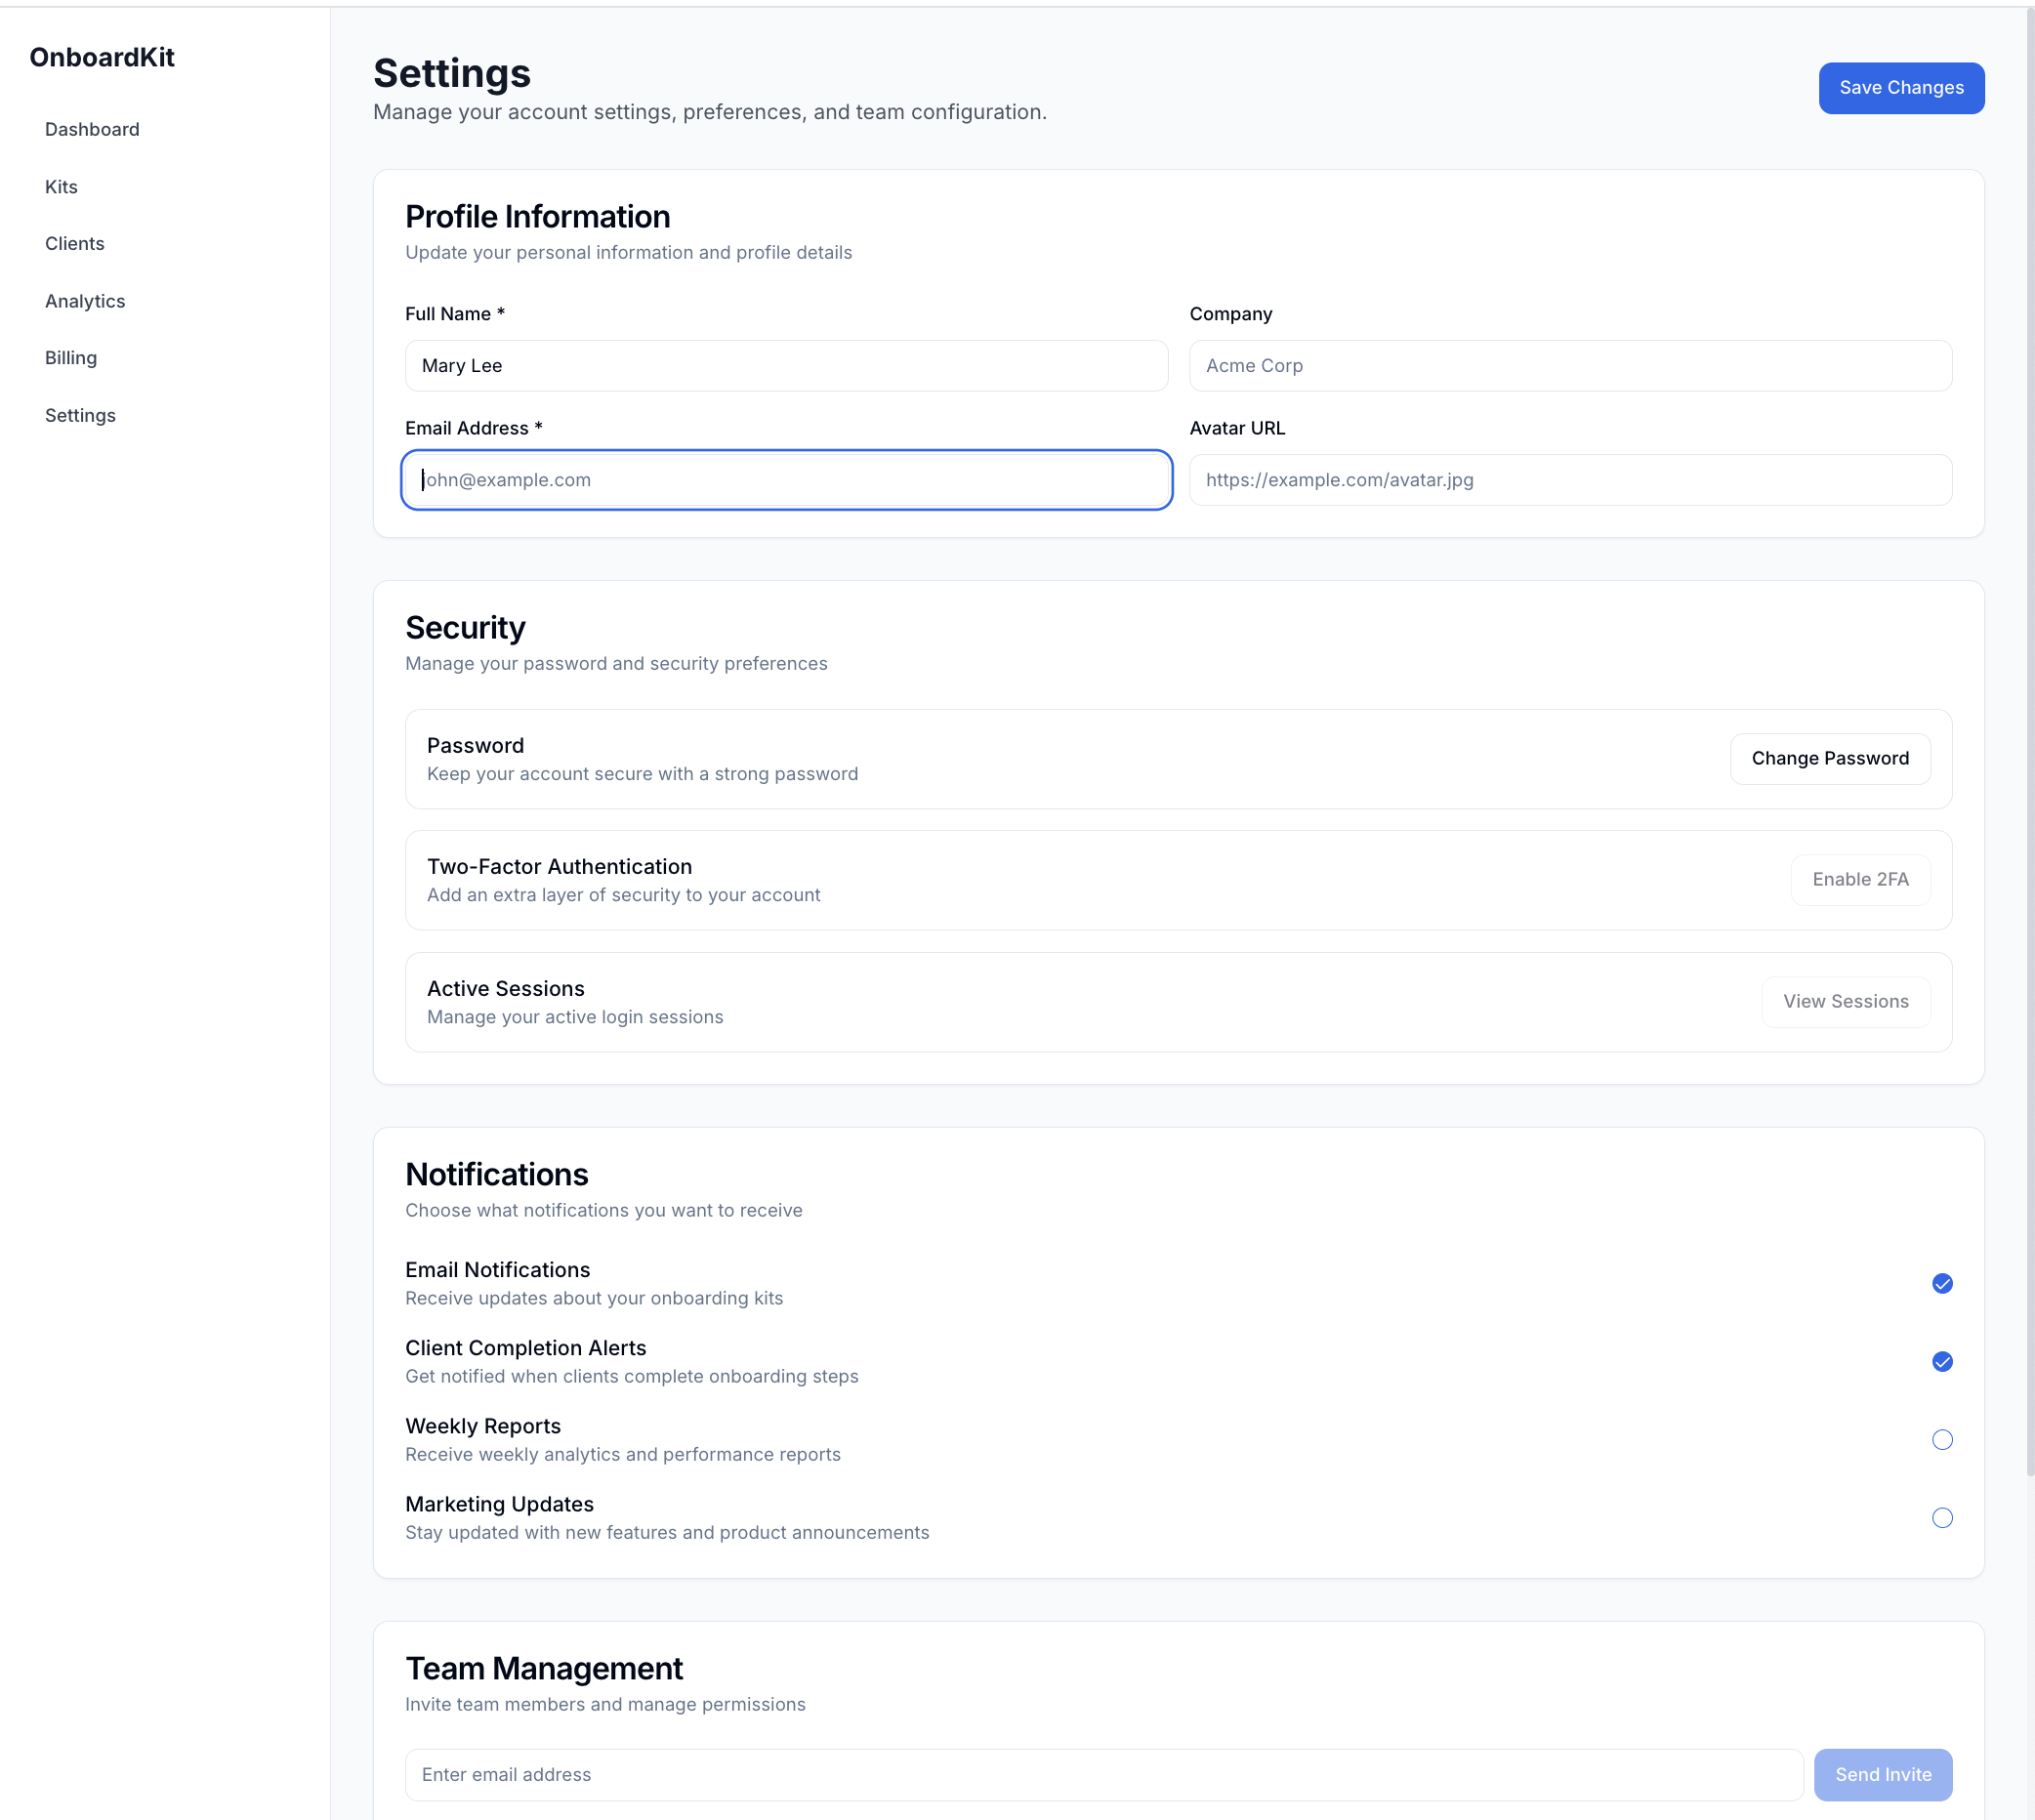 OnboardKit
Dashboard
Kits
Clients
Analytics
Billing
Settings
Settings
Manage your account settings, preferences, and team configuration.
Save Changes
Profile Information
Update your personal information and profile details
Full Name *
Mary Lee
Company
Acme Corp
Email Address *
john@example.com
Avatar URL
https://example.com/avatar.jpg
Security
Manage your password and security preferences
Password
Keep your account secure with a strong password
Change Password
Two-Factor Authentication
Add an extra layer of security to your account
Enable 2FA
Active Sessions
Manage your active login sessions
View Sessions
Notifications
Choose what notifications you want to receive
Email Notifications
Receive updates about your onboarding kits
Client Completion Alerts
Get notified when clients complete onboarding steps
Weekly Reports
Receive weekly analytics and performance reports
Marketing Updates
Stay updated with new features and product announcements
Team Management
Invite team members and manage permissions
Enter email address
Send Invite